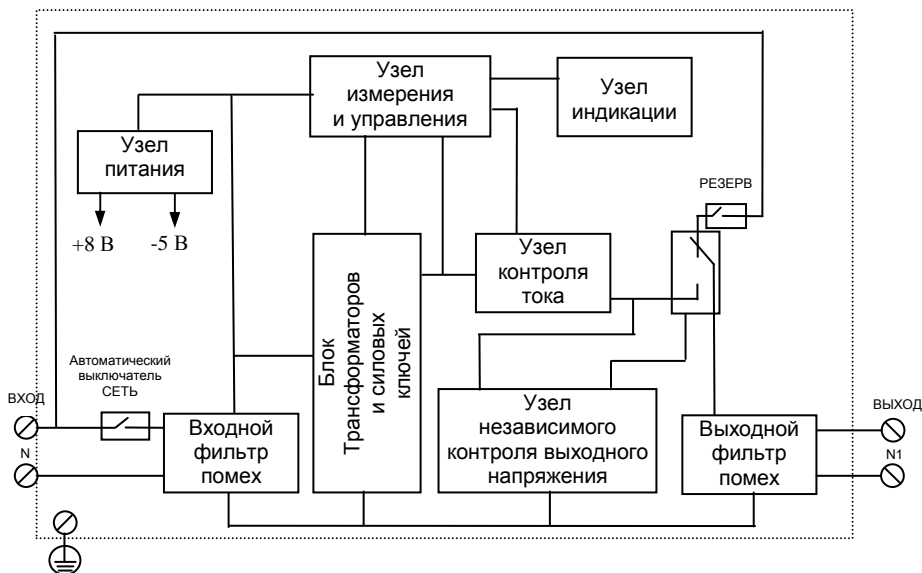 Узел
измерения
и управления
Узел
индикации
Узел
питания
РЕЗЕРВ
+8 В
-5 В
Узел
контроля
тока
Блок
Трансформаторов
и силовых
ключей
Автоматический
выключатель
СЕТЬ
ВХОД
N
Входной
фильтр
помех
Узел
независимого
контроля выходного
напряжения
Выходной
фильтр
помех
ВЫХОД
N1